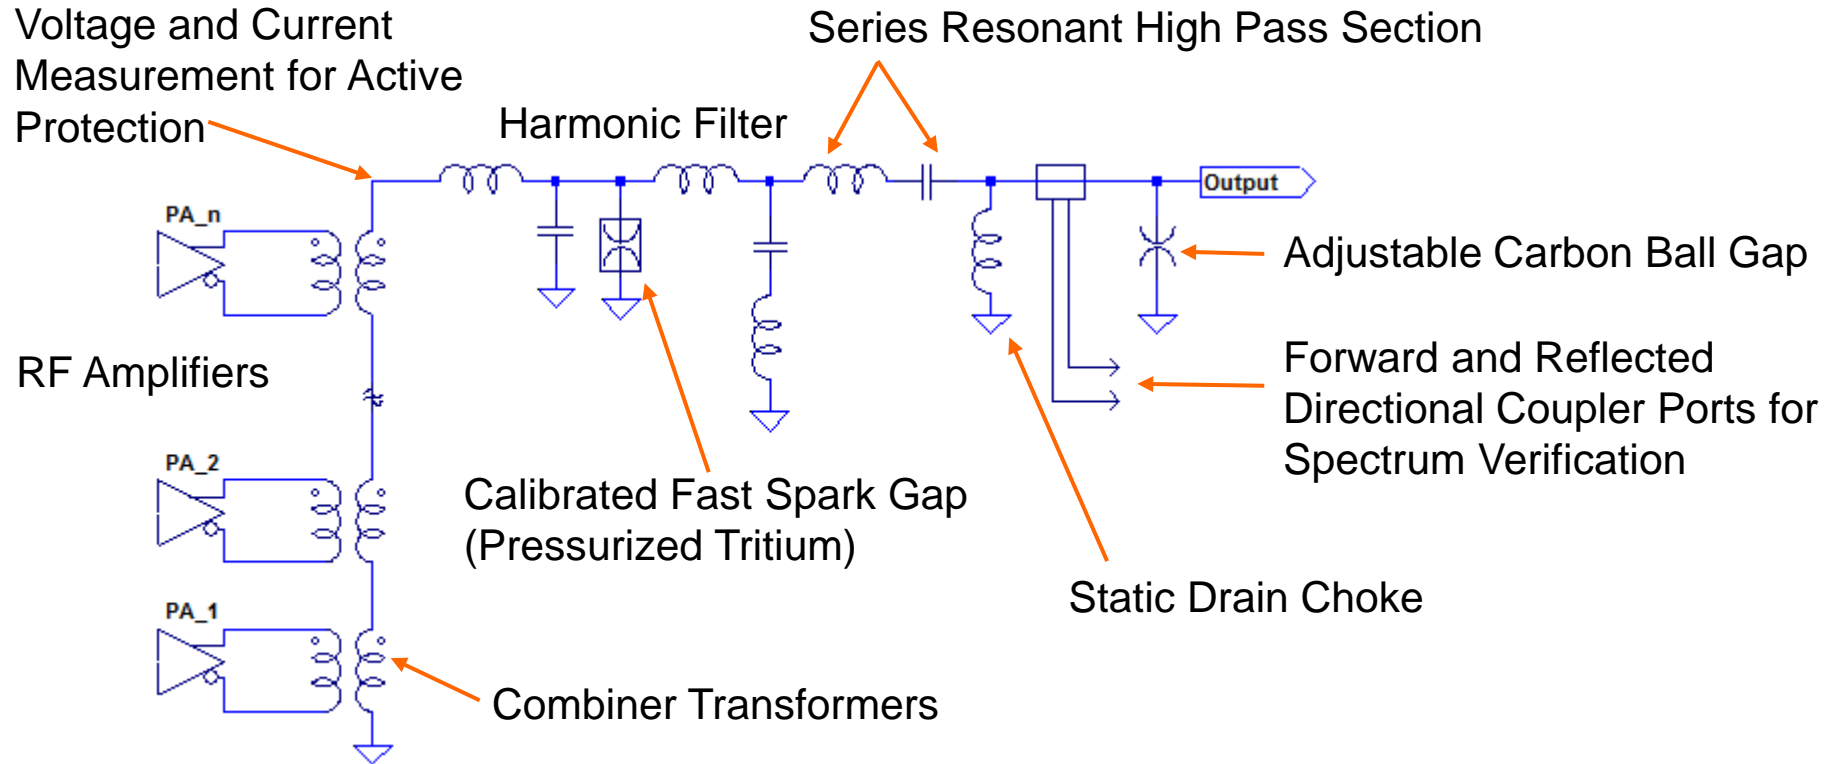 Voltage and Current
Measurement for Active
Protection
Series Resonant High Pass Section
Harmonic Filter
Output
PA_n
Adjustable Carbon Ball Gap
RF Amplifiers
Forward and Reflected
Directional Coupler Ports for
Spectrum Verification
PA_2
Calibrated Fast Spark Gap
(Pressurized Tritium)
Static Drain Choke
PA_1
Combiner Transformers